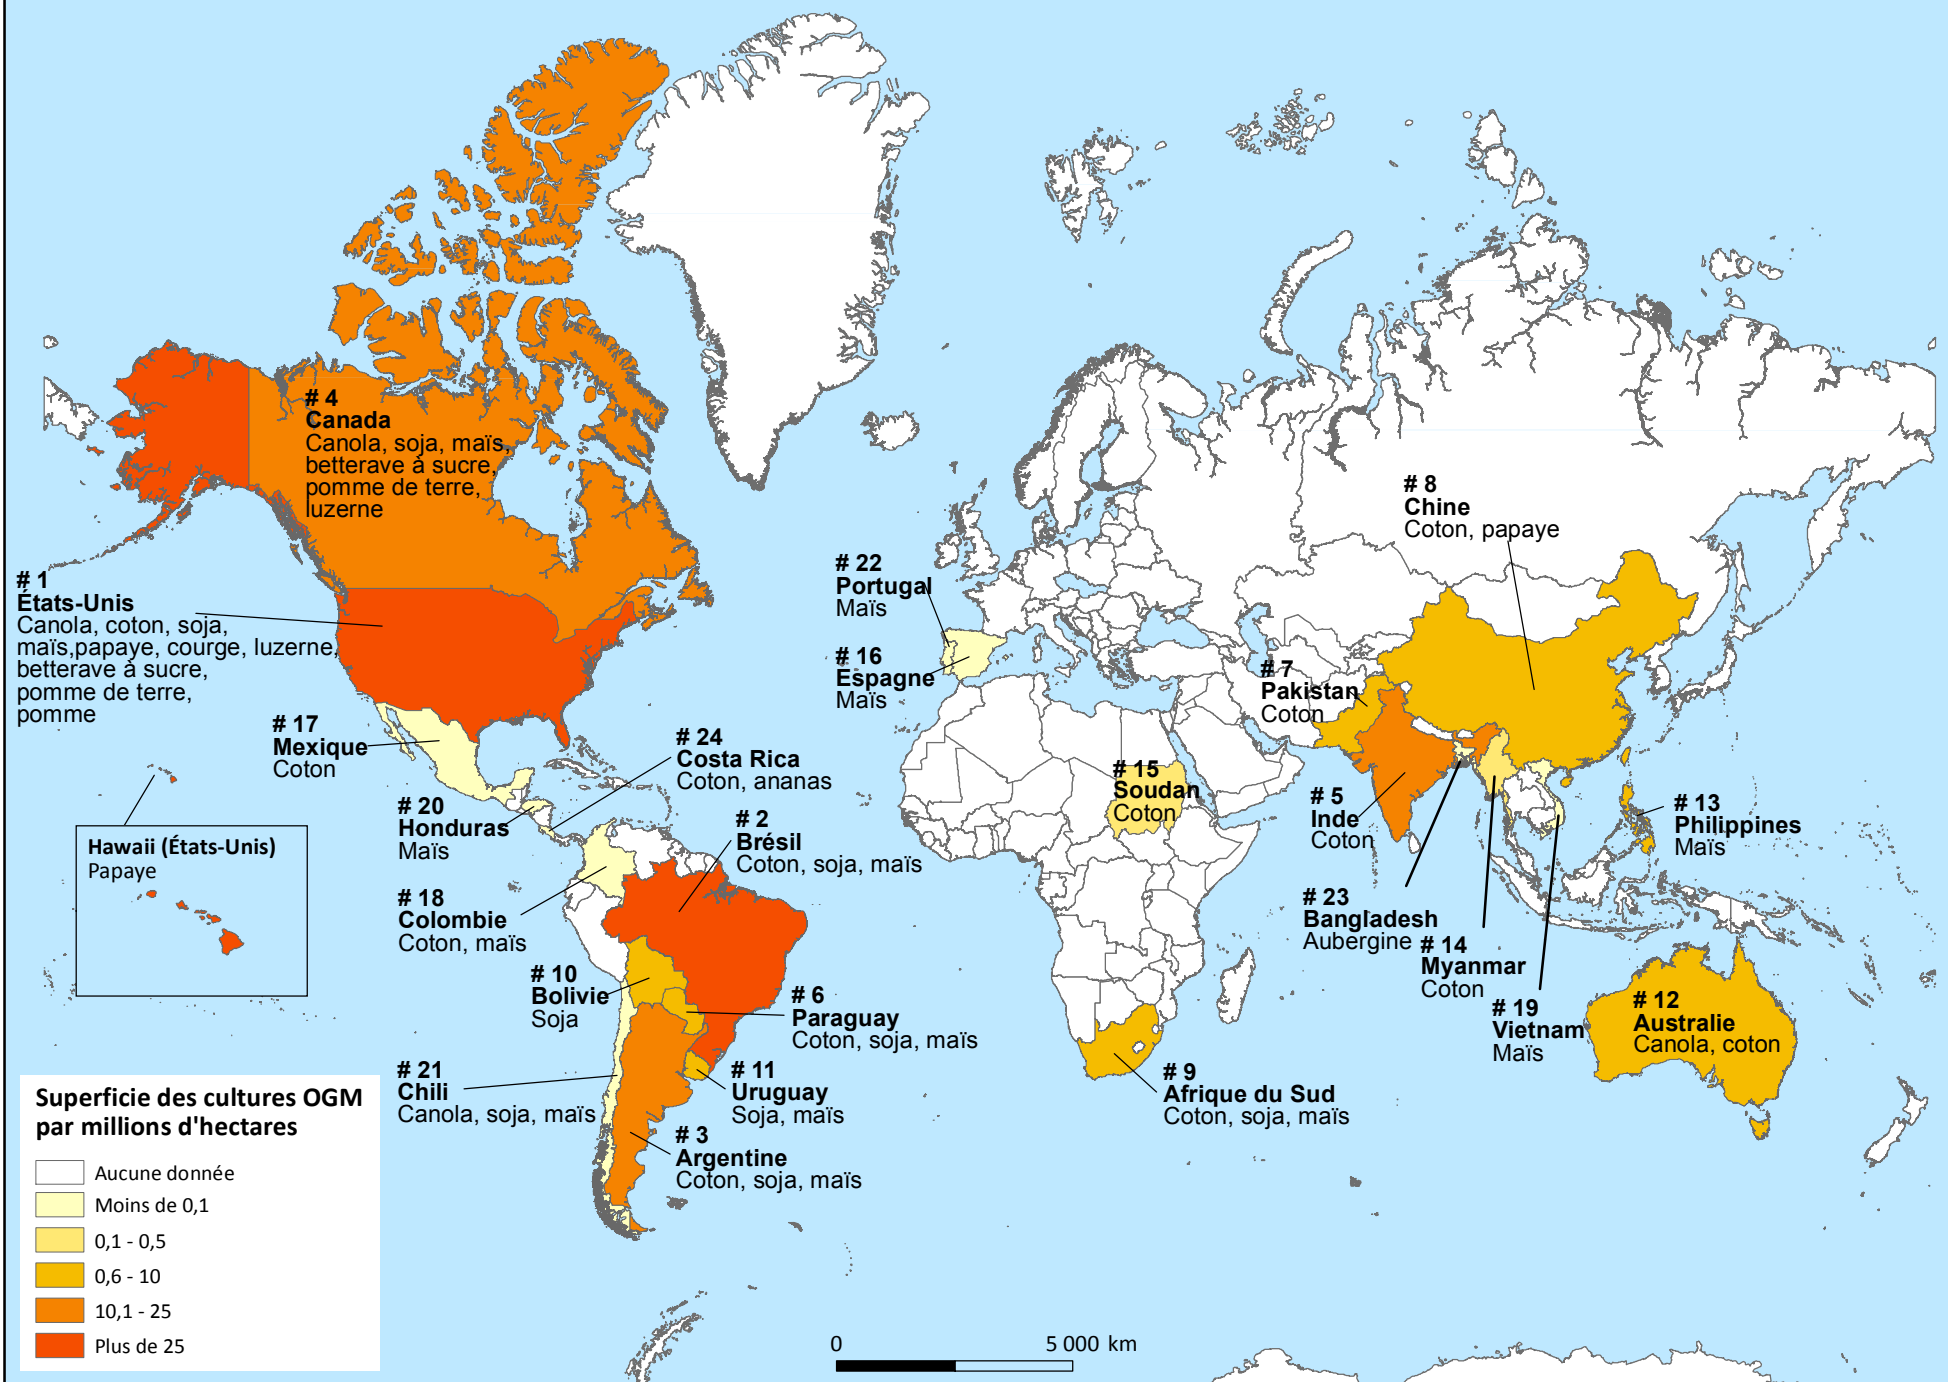 # 4
Canada
Canola, soja, maïs,
betterave à sucre,
pomme de terre,
luzerne
# 8
Chine
Coton, papaye
# 1
États-Unis
Canola, coton, soja,
maïs,papaye, courge, luzerne,
betterave à sucre,
pomme de terre,
pomme
# 22
Portugal
Maïs
# 16
Espagne
Maïs
# 7
Pakistan
Coton
# 17
Mexique
Coton
# 24
Costa Rica
Coton, ananas
# 15
Soudan
Coton
# 5
Inde
Coton
# 13
Philippines
Maïs
# 20
Honduras
Maïs
# 2
Brésil
Coton, soja, maïs
Hawaii (États-Unis)
Papaye
# 18
Colombie
Coton, maïs
# 23
Bangladesh
Aubergine
# 14
Myanmar
Coton
# 10
Bolivie
Soja
# 6
Paraguay
Coton, soja, maïs
# 19
Vietnam
Maïs
# 12
Australie
Canola, coton
# 21
Chili
Canola, soja, maïs
# 11
Uruguay
Soja, maïs
# 9
Afrique du Sud
Coton, soja, maïs
# 3
Argentine
Coton, soja, maïs
Superficie des cultures OGM
par millions d'hectares
Aucune donnée
Moins de 0,1
0,1 - 0,5
0,6 - 10
10,1 - 25
Plus de 25
0 5 000 km